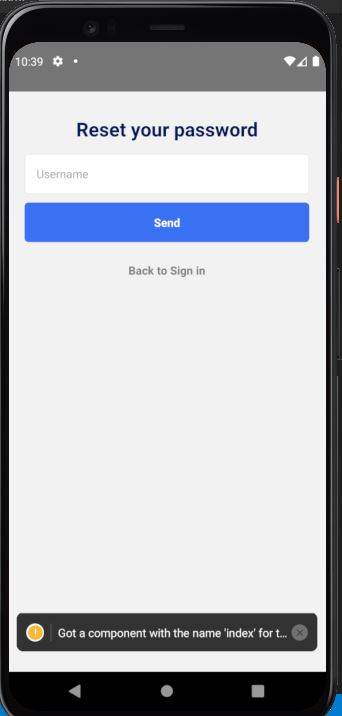 10:39
Reset your password
Username
Send
Back to Sign in
! Got a component with the name 'index' for t...